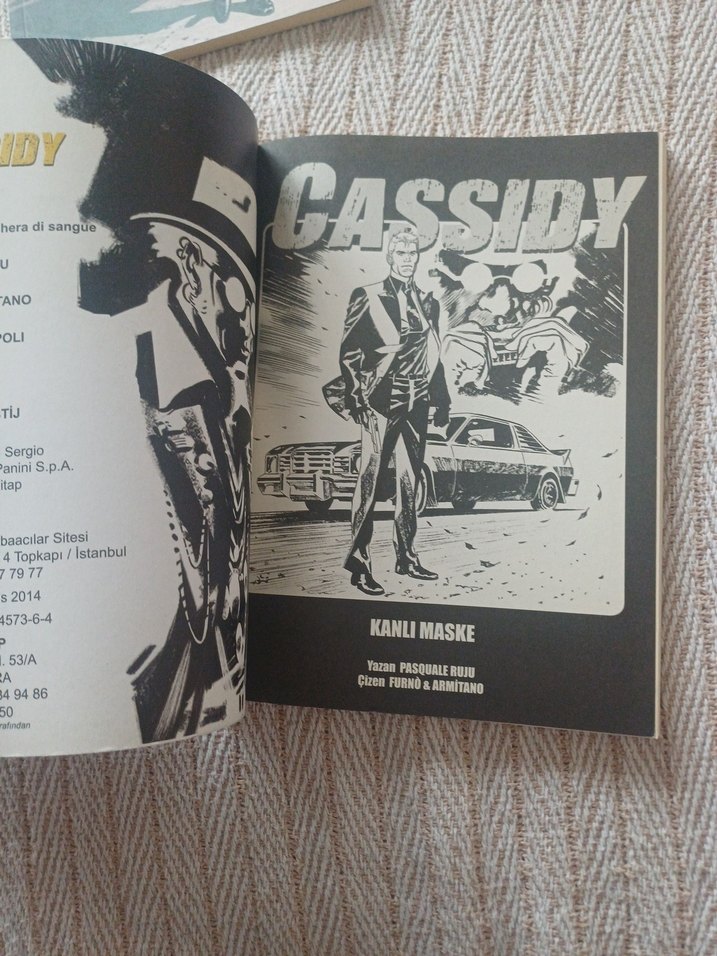 IDY
hera di sangue
U
TANO
POLI
TİJ
Sergio
Panini S.p.A.
itap
baacılar Sitesi
4 Topkapı / İstanbul
7 79 77
s 2014
4573-6-4
P
. 53/A
RA
34 94 86
50
rafından
CASSIDY
KANLI MASKE
Yazan PASQUALE RUJU
Çizen FURNÒ & ARMİTANO